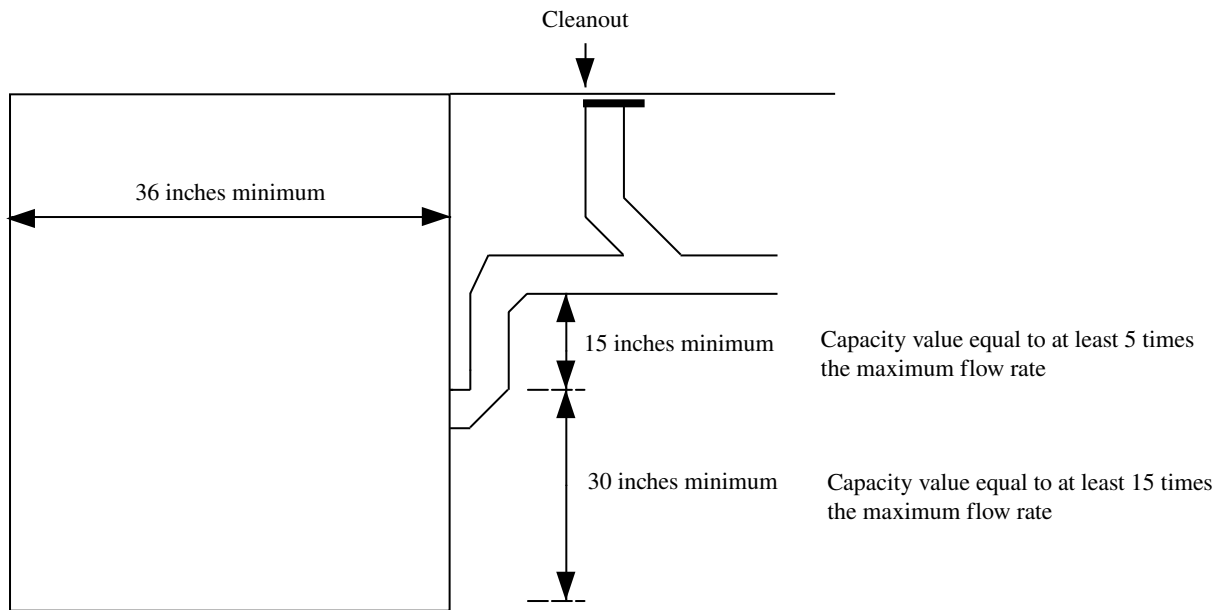 Cleanout
36 inches minimum
15 inches minimum
Capacity value equal to at least 5 times
the maximum flow rate
30 inches minimum
Capacity value equal to at least 15 times
the maximum flow rate